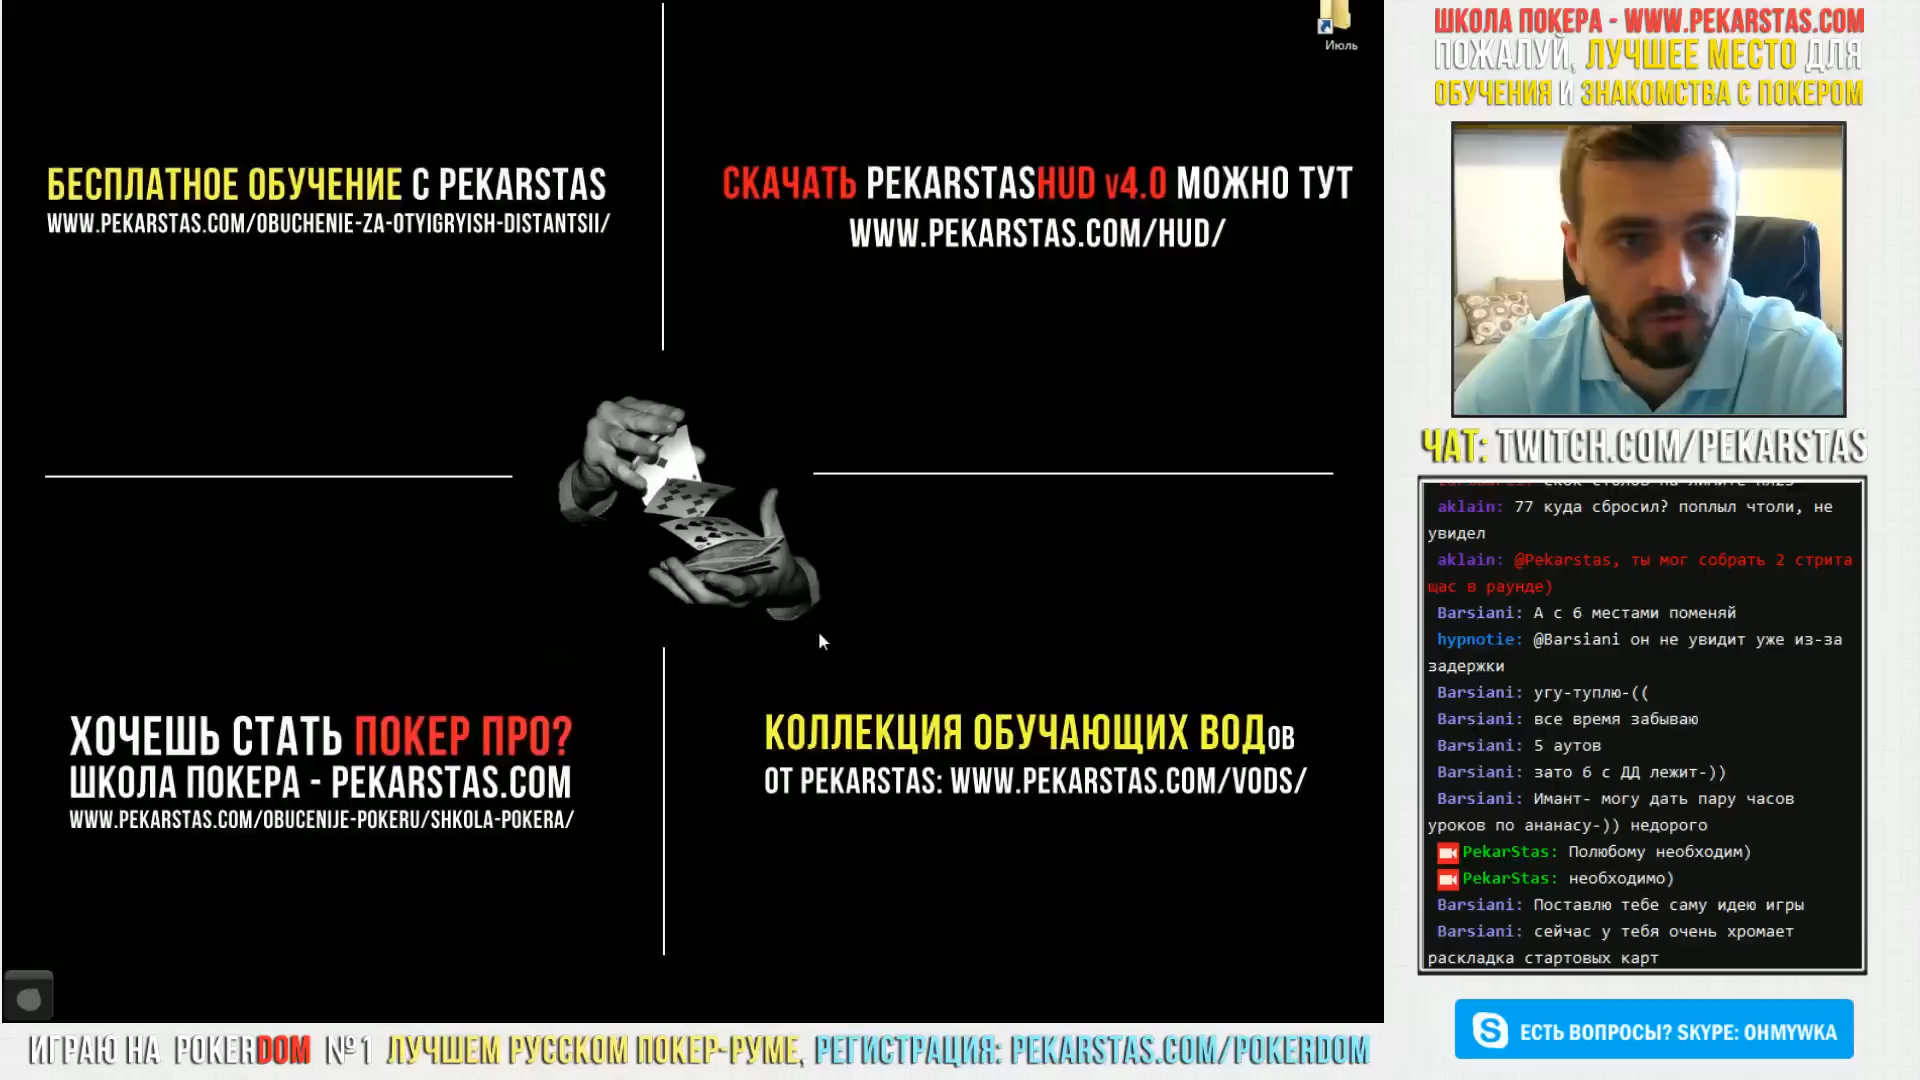 Июль
БЕСПЛАТНОЕ ОБУЧЕНИЕ С PEKARSTAS
WWW.PEKARSTAS.COM/OBUCHENIE-ZA-OTYIGRYISH-DISTANTSII/
СКАЧАТЬ PEKARSTASHUD v4.0 МОЖНО ТУТ
WWW.PEKARSTAS.COM/HUD/
ХОЧЕШЬ СТАТЬ ПОКЕР ПРО?
ШКОЛА ПОКЕРА - PEKARSTAS.COM
WWW.PEKARSTAS.COM/OBUCENIJE-POKERU/SHKOLA-POKERA/
КОЛЛЕКЦИЯ ОБУЧАЮЩИХ ВОДОВ
ОТ PEKARSTAS: WWW.PEKARSTAS.COM/VODS/
ИГРАЮ НА POKERDOM №1 ЛУЧШЕМ РУССКОМ ПОКЕР-РУМЕ, РЕГИСТРАЦИЯ: PEKARSTAS.COM/POKERDOM
ШКОЛА ПОКЕРА - WWW.PEKARSTAS.COM
ПОЖАЛУЙ, ЛУЧШЕЕ МЕСТО ДЛЯ
ОБУЧЕНИЯ И ЗНАКОМСТВА С ПОКЕРОМ
ЧАТ: TWITCH.COM/PEKARSTAS
aklain: 77 куда сбросил? поплыл чтоли, не
увидел
aklain: @Pekarstas, ты мог собрать 2 стрита
щас в раунде)
Barsiani: А с 6 местами поменяй
hypnotie: @Barsiani он не увидит уже из-за
задержки
Barsiani: угу-туплю-((
Barsiani: все время забываю
Barsiani: 5 аутов
Barsiani: зато 6 с ДД лежит-))
Barsiani: Имант- могу дать пару часов
уроков по ананасу-)) недорого
PekarStas: Полюбому необходим)
PekarStas: необходимо)
Barsiani: Поставлю тебе саму идею игры
Barsiani: сейчас у тебя очень хромает
раскладка стартовых карт
ЕСТЬ ВОПРОСЫ? SKYPE: OHMYWKA